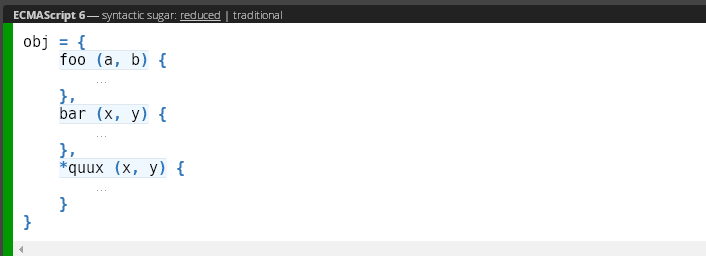 ECMAScript 6 — syntactic sugar: reduced | traditional
obj = {
    foo (a, b) {
        …
    },
    bar (x, y) {
        …
    },
    *quux (x, y) {
        …
    }
}